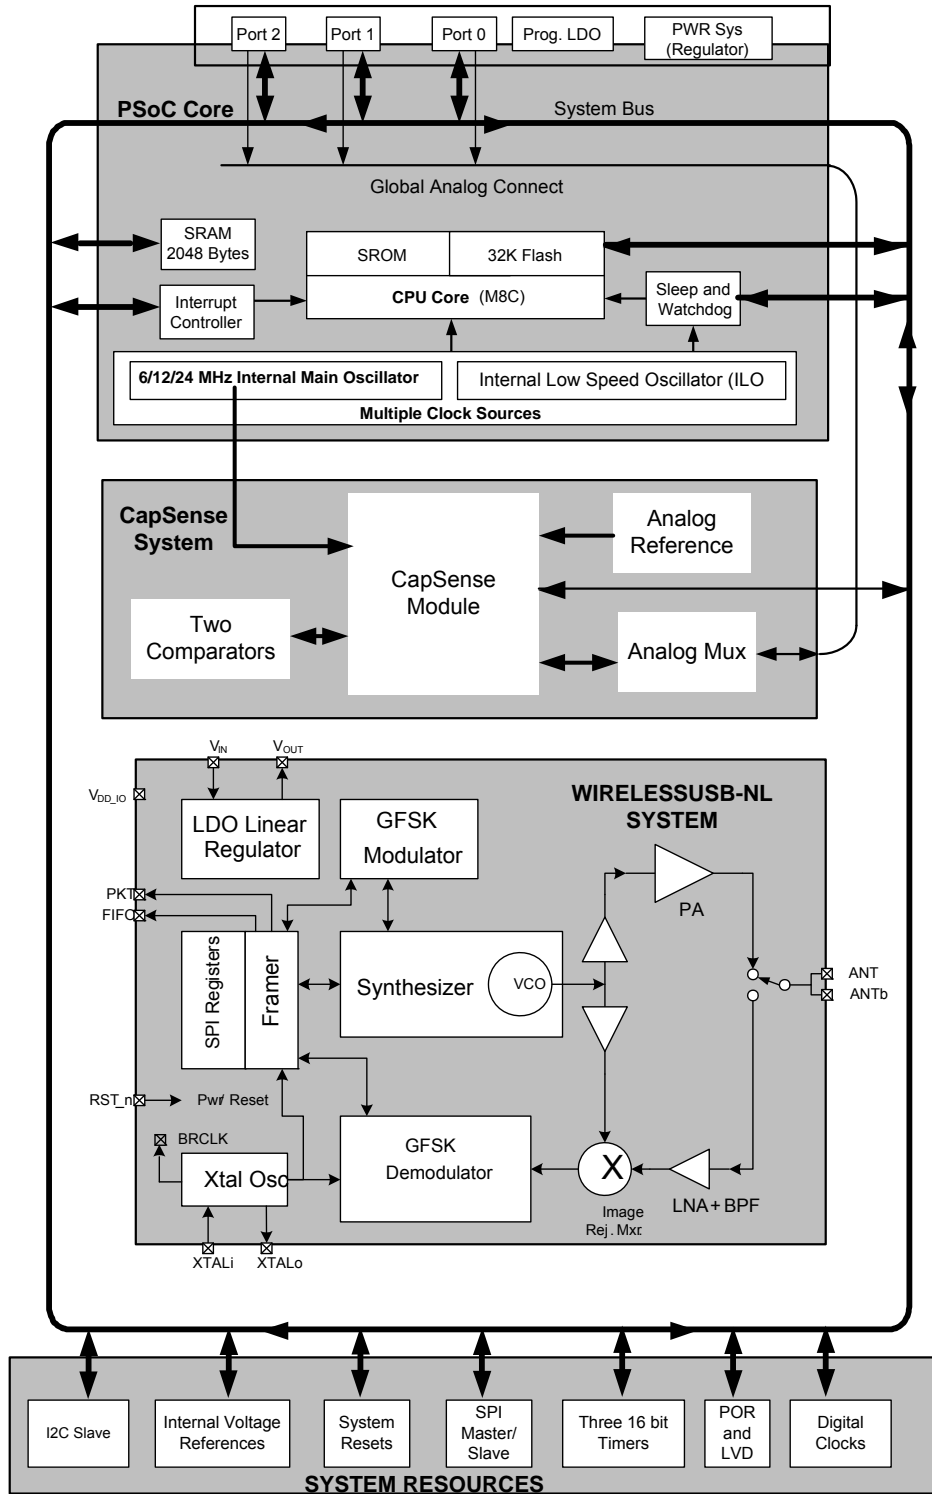 Port 2
Port 1
Port 0
Prog. LDO
PWR Sys
(Regulator)
PSoC Core
System Bus
Global Analog Connect
SRAM
2048 Bytes
SROM
32K Flash
CPU Core (M8C)
Interrupt
Controller
Sleep and
Watchdog
6/12/24 MHz Internal Main Oscillator
Internal Low Speed Oscillator (ILO
Multiple Clock Sources
CapSense
System
CapSense
Module
Analog
Reference
Two
Comparators
Analog Mux
VIN
VOUT
VDD_IO
WIRELESSUSB-NL
SYSTEM
LDO Linear
Regulator
GFSK
Modulator
PA
PKT
FIFO
SPI Registers
Framer
Synthesizer
VCO
ANT
ANTb
RST_n
Pwr/ Reset
BRCLK
Xtal Osc
GFSK
Demodulator
X
Image
Rej. Mxr.
LNA + BPF
XTALi
XTALo
I2C Slave
Internal Voltage
References
System
Resets
SPI
Master/
Slave
Three 16 bit
Timers
POR
and
LVD
Digital
Clocks
SYSTEM RESOURCES